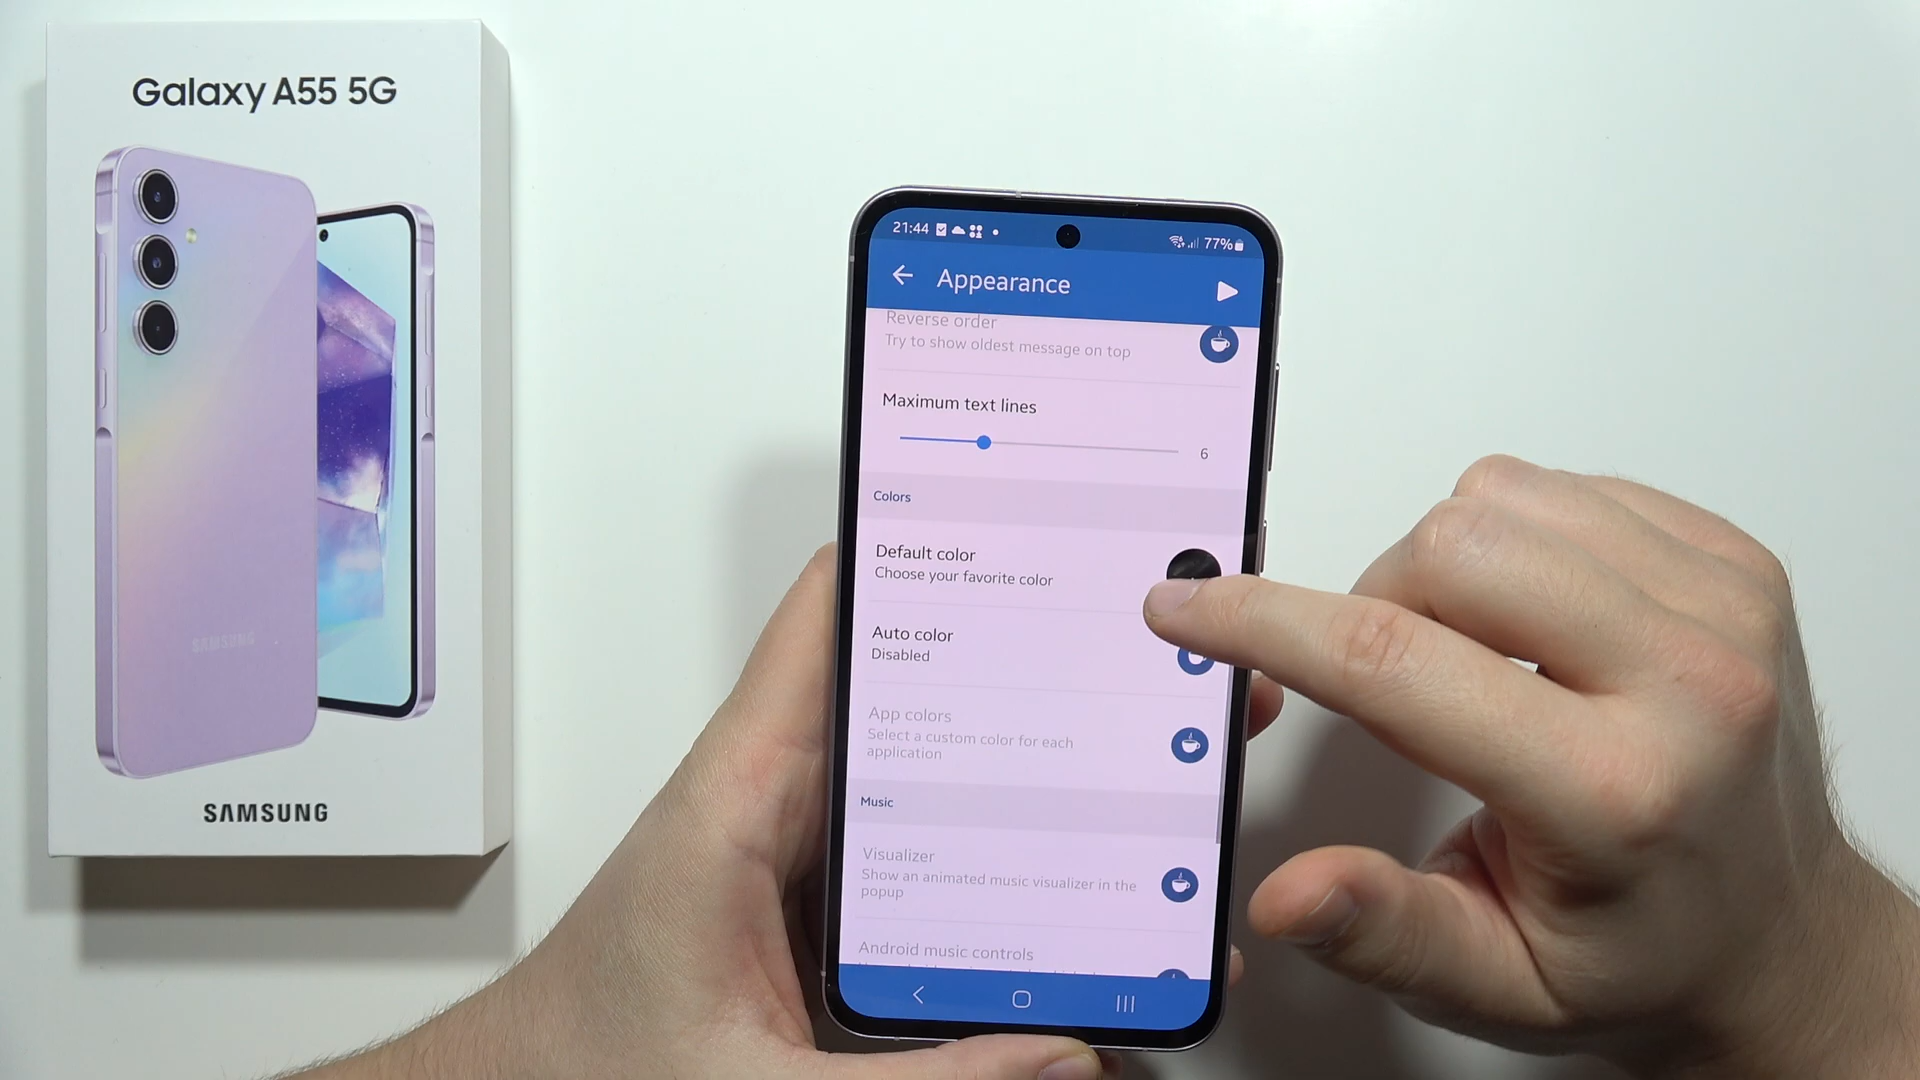 Galaxy A55 5G
SAMSUNG
SAMSUNG
21:44
77%
Appearance
Reverse order
Try to show oldest message on top
Maximum text lines
6
Colors
Default color
Choose your favorite color
Auto color
Disabled
App colors
Select a custom color for each
application
Music
Visualizer
Show an animated music visualizer in the
popup
Android music controls